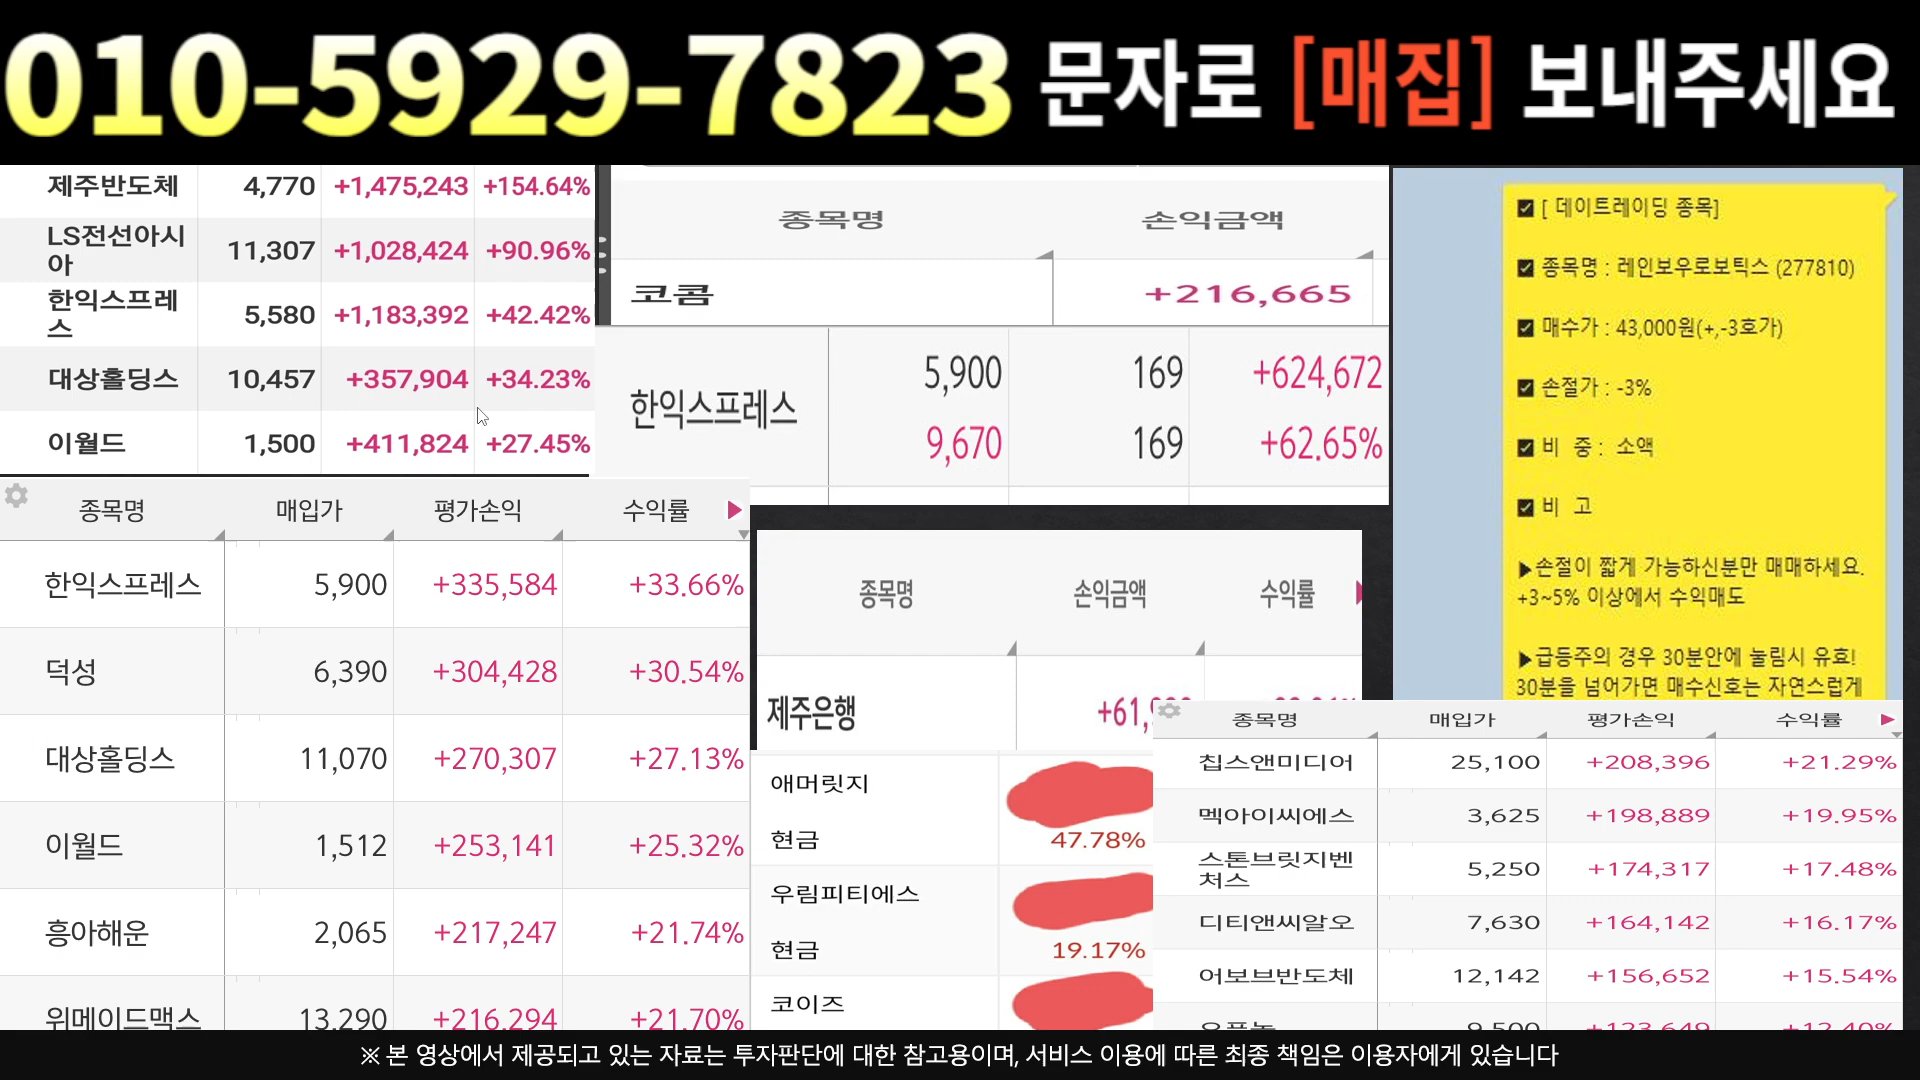 010-5929-7823 문자로 [매집] 보내주세요
제주반도체 4,770 +1,475,243 +154.64%
LS전선아시
아 11,307 +1,028,424 +90.96%
한익스프레
스 5,580 +1,183,392 +42.42%
대상홀딩스 10,457 +357,904 +34.23%
이월드 1,500 +411,824 +27.45%
종목명 손익금액
코콤 +216,665
한익스프레스
5,900 169 +624,672
9,670 169 +62.65%
☑ [ 데이트레이딩 종목]
☑ 종목명 : 레인보우로보틱스 (277810)
☑ 매수가 : 43,000원(+,-3호가)
☑ 손절가 : -3%
☑ 비 중 : 소액
☑ 비 고
▶손절이 짧게 가능하신분만 매매하세요.
+3~5% 이상에서 수익매도
▶급등주의 경우 30분안에 눌림시 유효!
30분을 넘어가면 매수신호는 자연스럽게
종목명 매입가 평가손익 수익률
한익스프레스 5,900 +335,584 +33.66%
덕성 6,390 +304,428 +30.54%
대상홀딩스 11,070 +270,307 +27.13%
이월드 1,512 +253,141 +25.32%
흥아해운 2,065 +217,247 +21.74%
위메이드맥스 13,290 +216,294 +21.70%
종목명 손익금액 수익률
제주은행
애머릿지
현금 47.78%
우림피티에스
현금 19.17%
코이즈
종목명 매입가 평가손익 수익률
칩스앤미디어 25,100 +208,396 +21.29%
멕아이씨에스 3,625 +198,889 +19.95%
스톤브릿지벤
처스 5,250 +174,317 +17.48%
디티앤씨알오 7,630 +164,142 +16.17%
어보브반도체 12,142 +156,652 +15.54%
※ 본 영상에서 제공되고 있는 자료는 투자판단에 대한 참고용이며, 서비스 이용에 따른 최종 책임은 이용자에게 있습니다